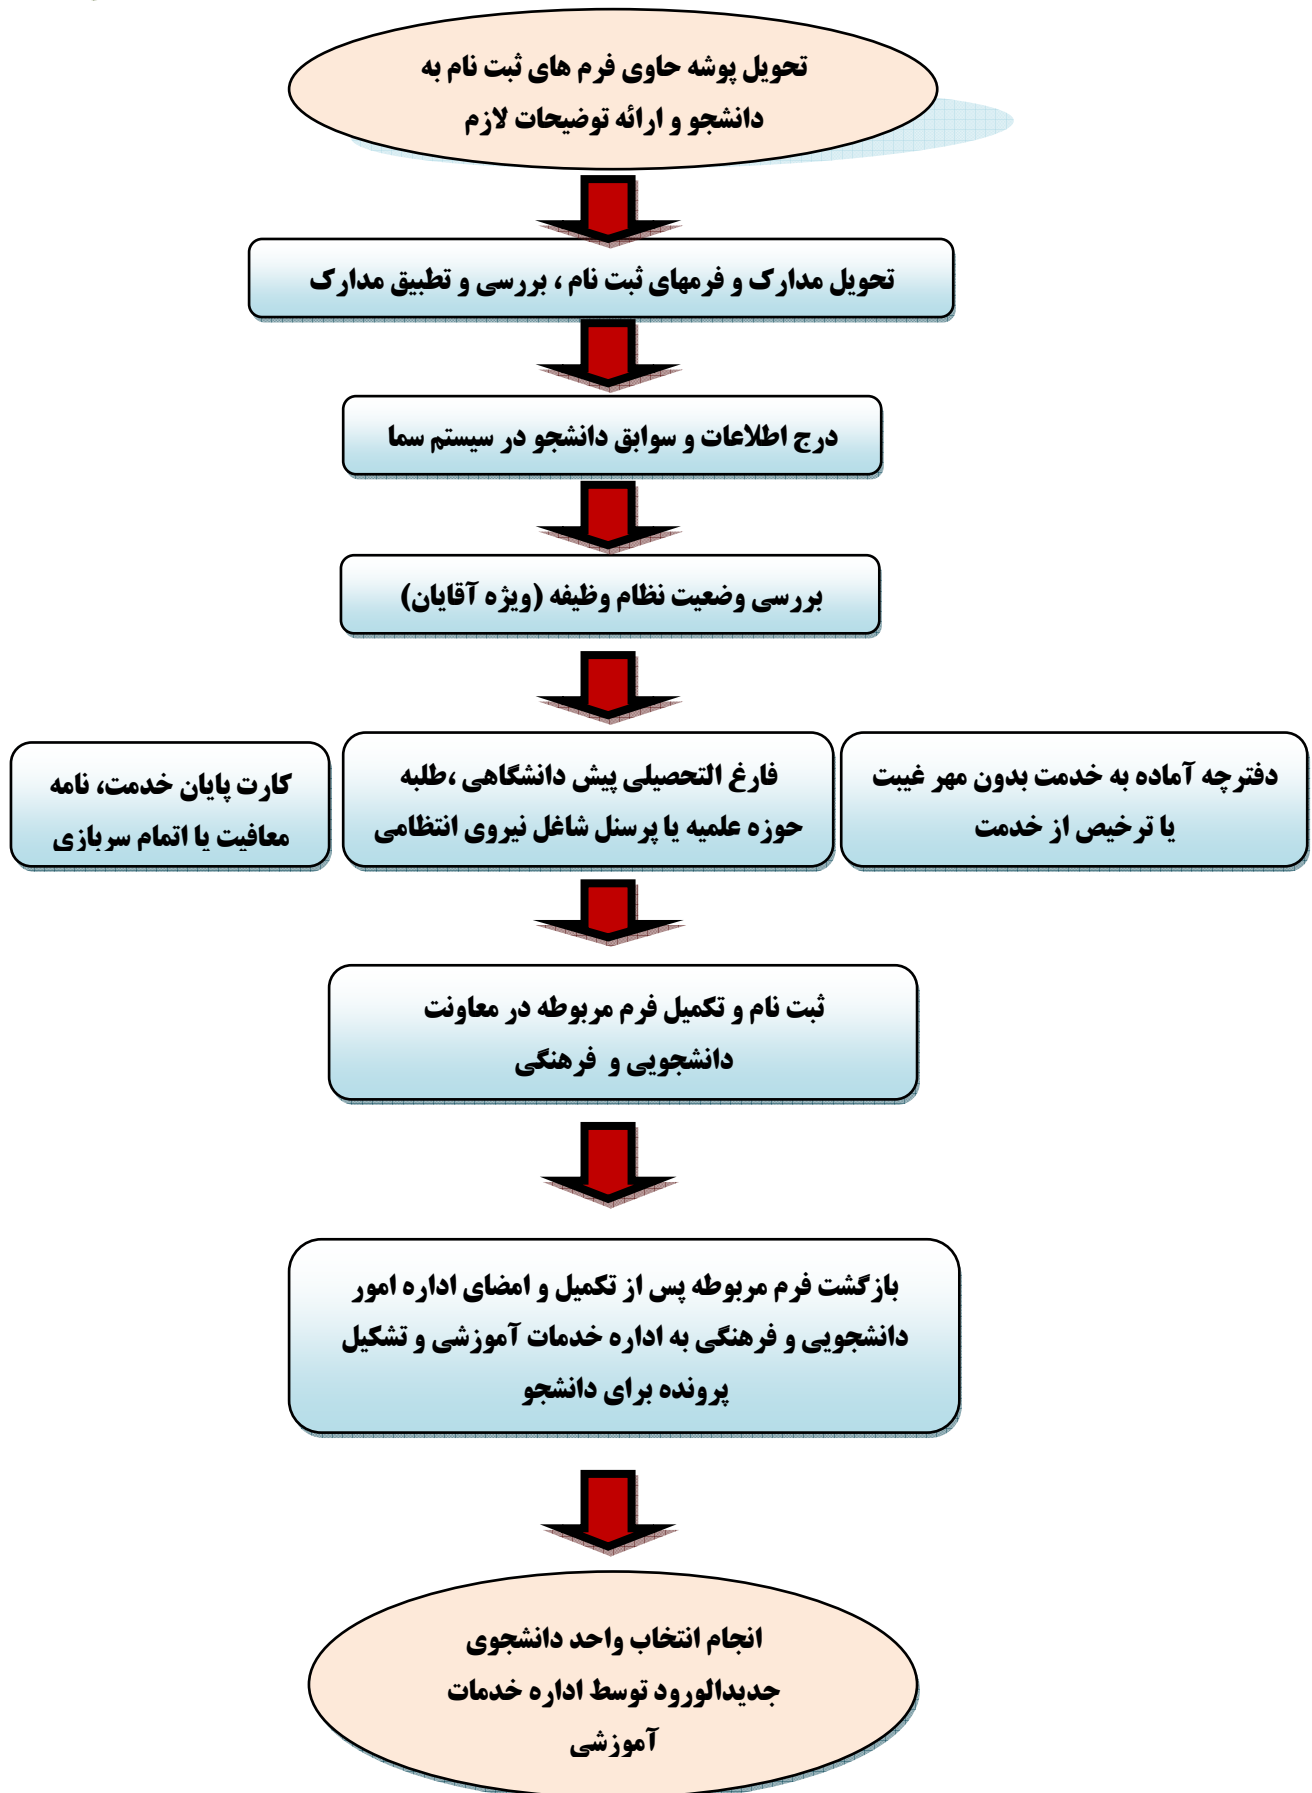 تحویل پوشه حاوی فرم های ثبت نام به
دانشجو و ارائه توضیحات لازم
تحویل مدارک و فرمهای ثبت نام ، بررسی و تطبیق مدارک
درج اطلاعات و سوابق دانشجو در سیستم سما
بررسی وضعیت نظام وظیفه (ویژه آقایان)
دفترچه آماده به خدمت بدون مهر غیبت
یا ترخیص از خدمت
فارغ التحصیلی پیش دانشگاهی ،طلبه
حوزه علمیه یا پرسنل شاغل نیروی انتظامی
کارت پایان خدمت، نامه
معافیت یا اتمام سربازی
ثبت نام و تکمیل فرم مربوطه در معاونت
دانشجویی و فرهنگی
بازگشت فرم مربوطه پس از تکمیل و امضای اداره امور
دانشجویی و فرهنگی به اداره خدمات آموزشی و تشکیل
پرونده برای دانشجو
انجام انتخاب واحد دانشجوی
جدیدالورود توسط اداره خدمات
آموزشی